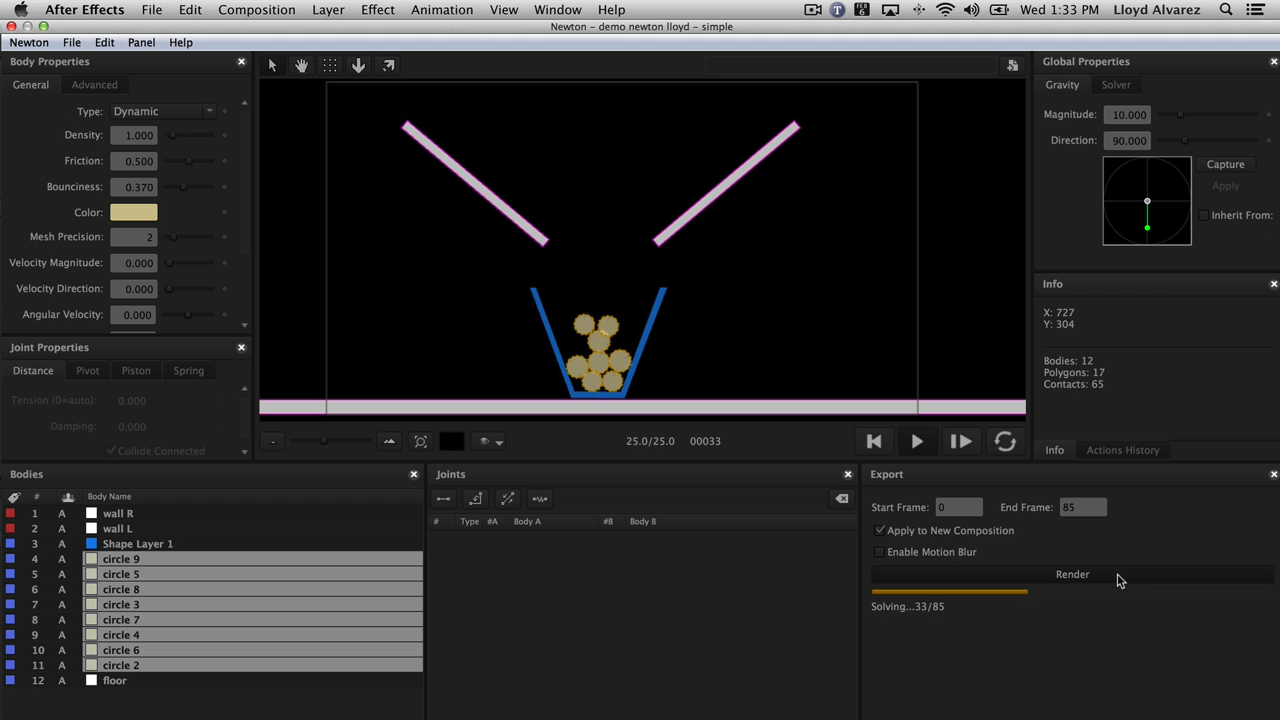 After Effects File Edit Composition Layer Effect Animation View Window Help Wed 1:33 PM Lloyd Alvarez
Newton - demo newton lloyd - simple
Newton File Edit Panel Help
Body Properties
General Advanced
Type: Dynamic
Density: 1.000
Friction: 0.500
Bounciness: 0.370
Color:
Mesh Precision: 2
Velocity Magnitude: 0.000
Velocity Direction: 0.000
Angular Velocity: 0.000
Joint Properties
Distance Pivot Piston Spring
Tension (0=auto): 0.000
Damping: 0.000
Collide Connected
25.0/25.0 00033
Global Properties
Gravity Solver
Magnitude: 10.000
Direction: 90.000
Capture
Apply
Inherit From:
Info
X: 727
Y: 304
Bodies: 12
Polygons: 17
Contacts: 65
Info Actions History
Bodies
# Body Name
1 A wall R
2 A wall L
3 A Shape Layer 1
4 A circle 9
5 A circle 5
6 A circle 8
7 A circle 3
8 A circle 7
9 A circle 4
10 A circle 6
11 A circle 2
12 A floor
Joints
# Type #A Body A #B Body B
Export
Start Frame: 0 End Frame: 85
Apply to New Composition
Enable Motion Blur
Render
Solving...33/85